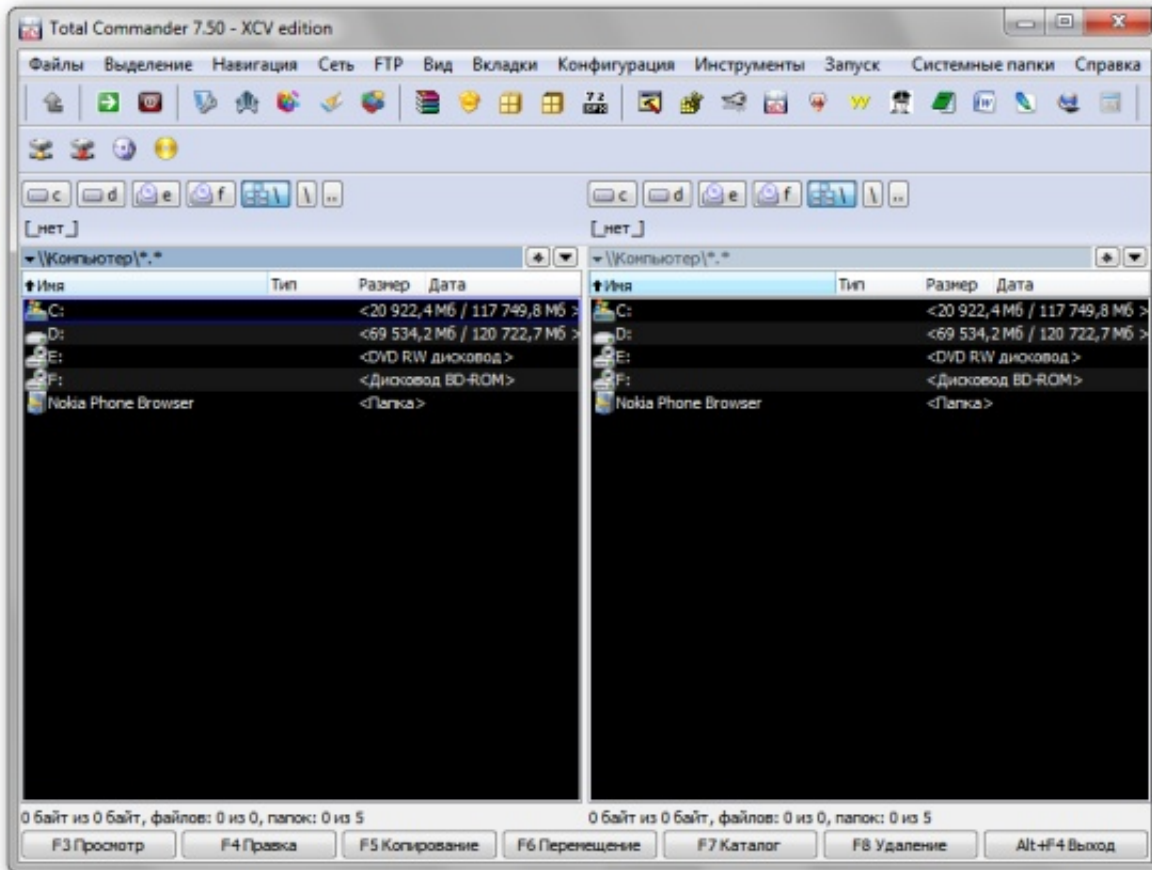 Total Commander 7.50 - XCV edition
Файлы Выделение Навигация Сеть FTP Вид Вкладки Конфигурация Инструменты Запуск Системные папки Справка
c d e f \ \ ..
c d e f \ \ ..
[_нет_]
[_нет_]
\\Компьютер\*.*
\\Компьютер\*.*
Имя Тип Размер Дата
Имя Тип Размер Дата
C: <20 922,4 Мб / 117 749,8 Мб >
C: <20 922,4 Мб / 117 749,8 Мб >
D: <69 534,2 Мб / 120 722,7 Мб >
D: <69 534,2 Мб / 120 722,7 Мб >
E: <DVD RW дисковод>
E: <DVD RW дисковод>
F: <Дисковод BD-ROM>
F: <Дисковод BD-ROM>
Nokia Phone Browser <Папка>
Nokia Phone Browser <Папка>
0 байт из 0 байт, файлов: 0 из 0, папок: 0 из 5
0 байт из 0 байт, файлов: 0 из 0, папок: 0 из 5
F3 Просмотр F4 Правка F5 Копирование F6 Перемещение F7 Каталог F8 Удаление Alt+F4 Выход